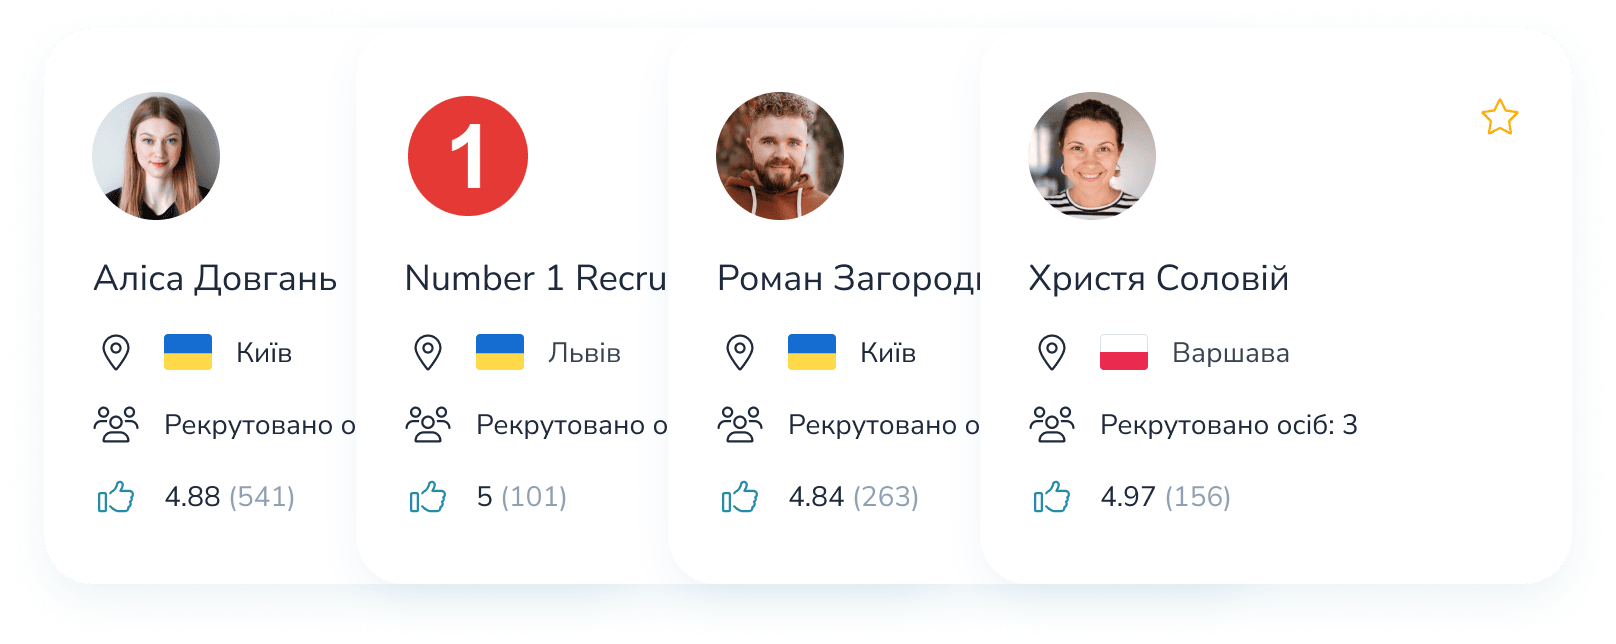 Аліса Довгань
Київ
Рекрутовано о
4.88 (541)
1
Number 1 Recru
Львів
Рекрутовано о
5 (101)
Роман Загород
Київ
Рекрутовано о
4.84 (263)
Христя Соловій
Варшава
Рекрутовано осіб: 3
4.97 (156)